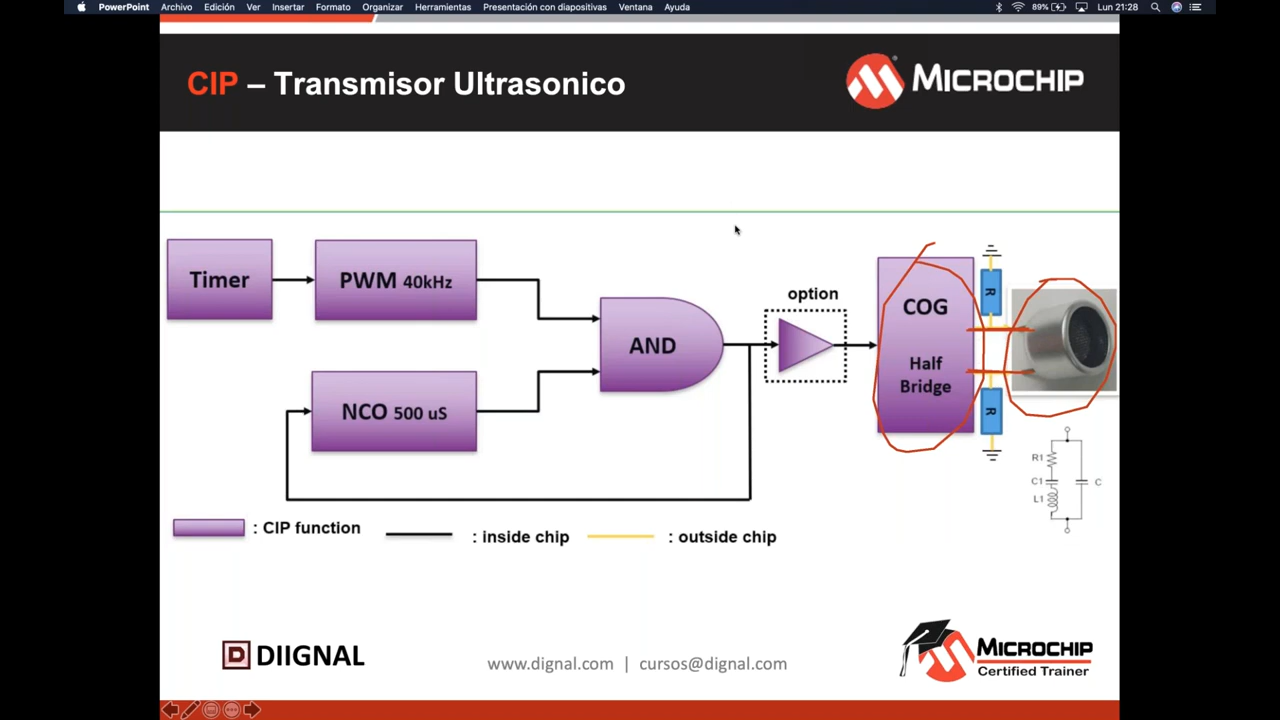 PowerPoint Archivo Edición Ver Insertar Formato Organizar Herramientas Presentación con diapositivas Ventana Ayuda 89% Lun 21:28
CIP – Transmisor Ultrasonico
MICROCHIP
Timer
PWM 40kHz
AND
option
COG
Half
Bridge
R
R
NCO 500 uS
R1
C1
C
L1
: CIP function
: inside chip
: outside chip
D DIIGNAL
www.dignal.com | cursos@dignal.com
MICROCHIP
Certified Trainer